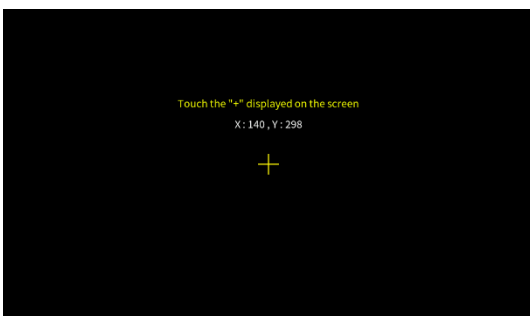 Touch the "+" displayed on the screen
X : 140 , Y : 298